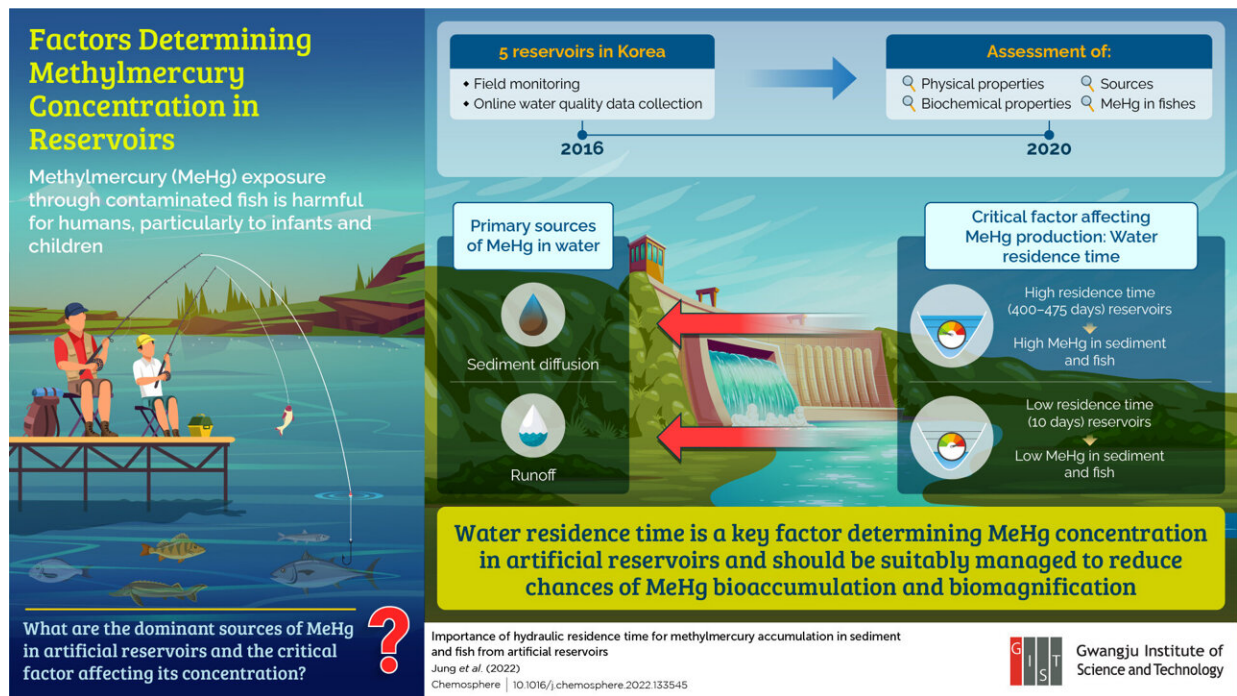 Factors Determining
Methylmercury
Concentration in
Reservoirs
Methylmercury (MeHg) exposure
through contaminated fish is harmful
for humans, particularly to infants and
children
What are the dominant sources of MeHg
in artificial reservoirs and the critical
factor affecting its concentration?
?
5 reservoirs in Korea
Field monitoring
Online water quality data collection
Assessment of:
Physical properties
Sources
Biochemical properties
MeHg in fishes
2016
2020
Primary sources
of MeHg in water
Sediment diffusion
Runoff
Critical factor affecting
MeHg production: Water
residence time
High residence time
(400–475 days) reservoirs
High MeHg in sediment
and fish
Low residence time
(10 days) reservoirs
Low MeHg in sediment
and fish
Water residence time is a key factor determining MeHg concentration
in artificial reservoirs and should be suitably managed to reduce
chances of MeHg bioaccumulation and biomagnification
Importance of hydraulic residence time for methylmercury accumulation in sediment
and fish from artificial reservoirs
Jung et al. (2022)
Chemosphere | 10.1016/j.chemosphere.2022.133545
GIST
Gwangju Institute of
Science and Technology